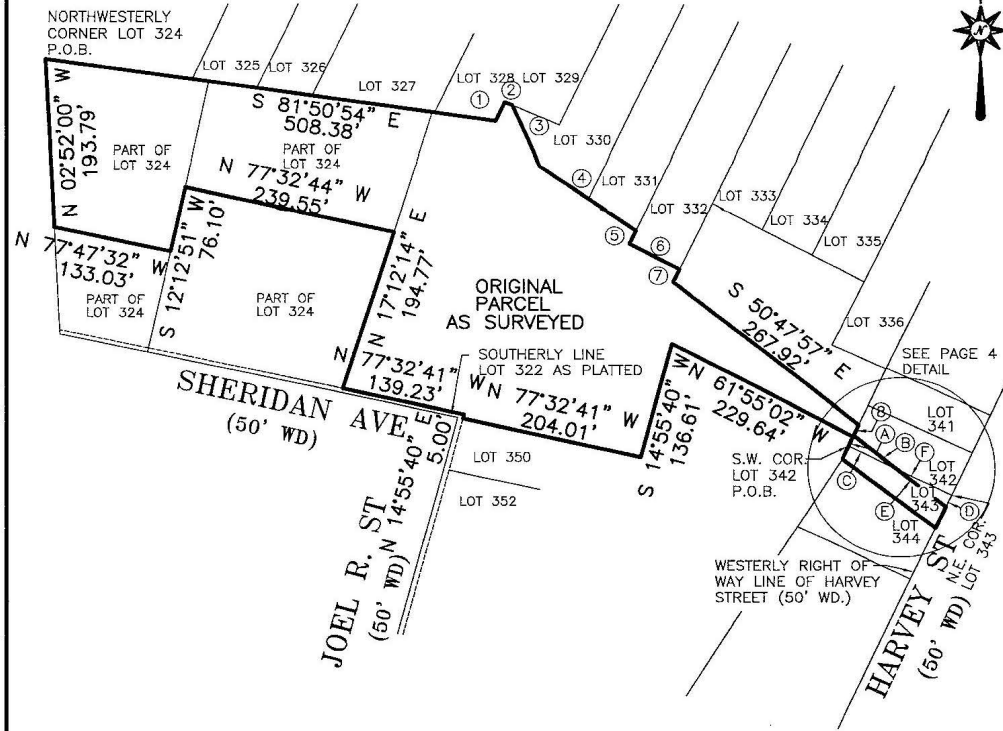 NORTHWESTERLY
CORNER LOT 324
P.O.B.
N
LOT 325
LOT 326
LOT 327
LOT 328
LOT 329
1
2
3
LOT 330
4
LOT 331
LOT 332
5
6
7
LOT 333
LOT 334
LOT 335
LOT 336
S 81°50'54" E
508.38'
N 02°52'00" W
193.79'
PART OF
LOT 324
PART OF
LOT 324
N 77°32'44" W
239.55'
S 12°12'51" W
76.10'
N 77°47'32" W
133.03'
PART OF
LOT 324
PART OF
LOT 324
N 17°12'14" E
194.77'
ORIGINAL
PARCEL
AS SURVEYED
S 50°47'57" E
267.92'
SEE PAGE 4
DETAIL
N 77°32'41" W
139.23'
SOUTHERLY LINE
LOT 322 AS PLATTED
N 77°32'41" W
204.01'
S 14°55'40" W
136.61'
N 61°55'02" W
229.64'
SHERIDAN AVE
(50' WD)
N 14°55'40" E
5.00'
LOT 350
LOT 352
JOEL R. ST
(50' WD)
S.W. COR.
LOT 342
P.O.B.
8
A
B
F
C
E
D
LOT
341
LOT
342
LOT
343
LOT
344
N.E. COR.
LOT 343
WESTERLY RIGHT OF
WAY LINE OF HARVEY
STREET (50' WD.)
HARVEY ST
(50' WD)